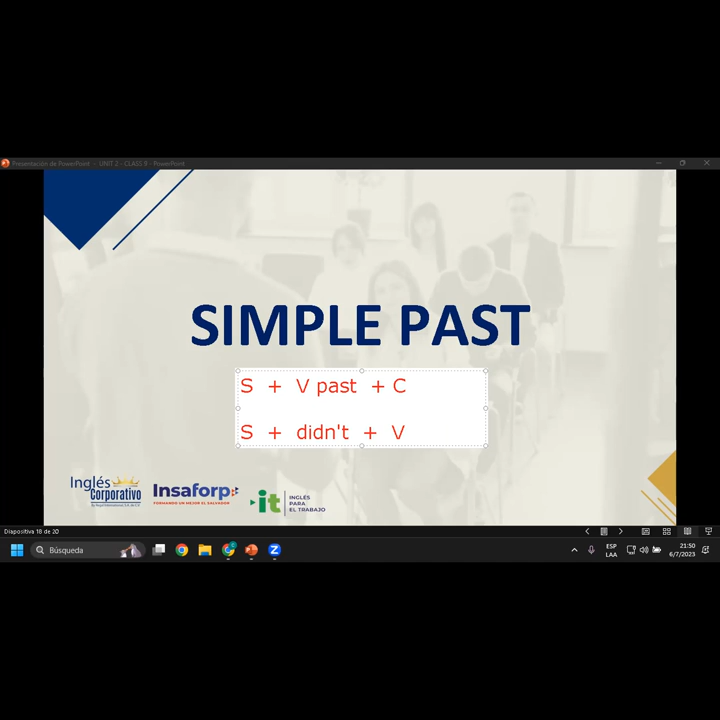 Presentación de PowerPoint - UNIT 2 - CLASS 9 - PowerPoint
SIMPLE PAST
S + V past + C
S + didn't + V
Inglés
Corporativo
Insaforp
FORMANDO UN MEJOR EL SALVADOR
it
INGLÉS
PARA
EL TRABAJO
Diapositiva 18 de 20
Búsqueda
ESP
LAA
21:50
6/7/2023